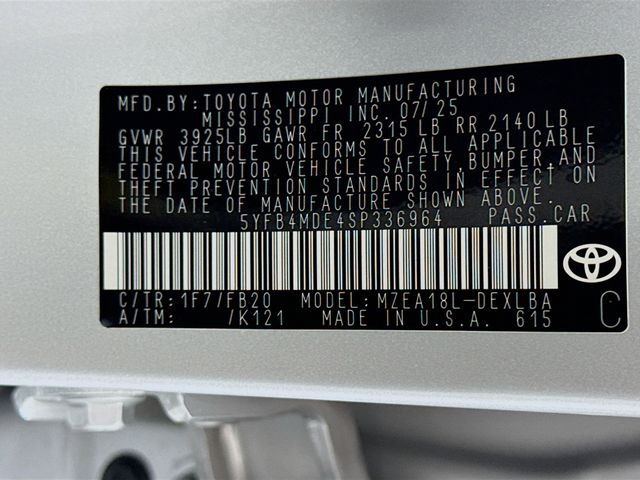 MFD.BY: TOYOTA MOTOR MANUFACTURING
MISSISSIPPI INC. 07/25
GVWR 3925LB GAWR FR 2315 LB RR 2140 LB
THIS VEHICLE CONFORMS TO ALL APPLICABLE
FEDERAL MOTOR VEHICLE SAFETY, BUMPER, AND
THEFT PREVENTION STANDARDS IN EFFECT ON
THE DATE OF MANUFACTURE SHOWN ABOVE.
5YFB4MDE4SP336964 PASS.CAR
C/TR: 1F7/FB20 MODEL: MZEA18L-DEXLBA
A/TM: /K121 MADE IN U.S.A. 615 C